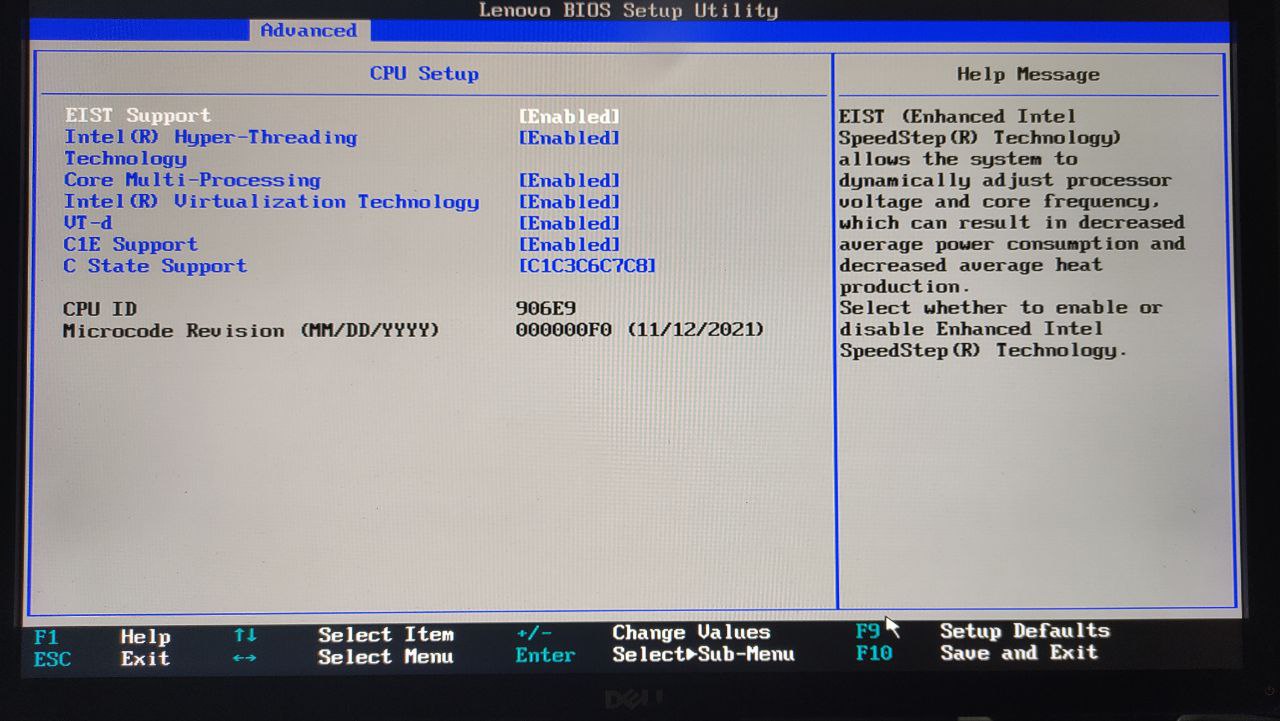 Lenovo BIOS Setup Utility
Advanced
CPU Setup
EIST Support [Enabled]
Intel(R) Hyper-Threading [Enabled]
Technology
Core Multi-Processing [Enabled]
Intel(R) Virtualization Technology [Enabled]
VT-d [Enabled]
C1E Support [Enabled]
C State Support [C1C3C6C7C8]
CPU ID 906E9
Microcode Revision (MM/DD/YYYY) 000000F0 (11/12/2021)
Help Message
EIST (Enhanced Intel
SpeedStep(R) Technology)
allows the system to
dynamically adjust processor
voltage and core frequency,
which can result in decreased
average power consumption and
decreased average heat
production.
Select whether to enable or
disable Enhanced Intel
SpeedStep(R) Technology.
F1 Help ↑↓ Select Item +/- Change Values F9 Setup Defaults
ESC Exit ←→ Select Menu Enter Select▶Sub-Menu F10 Save and Exit
DELL